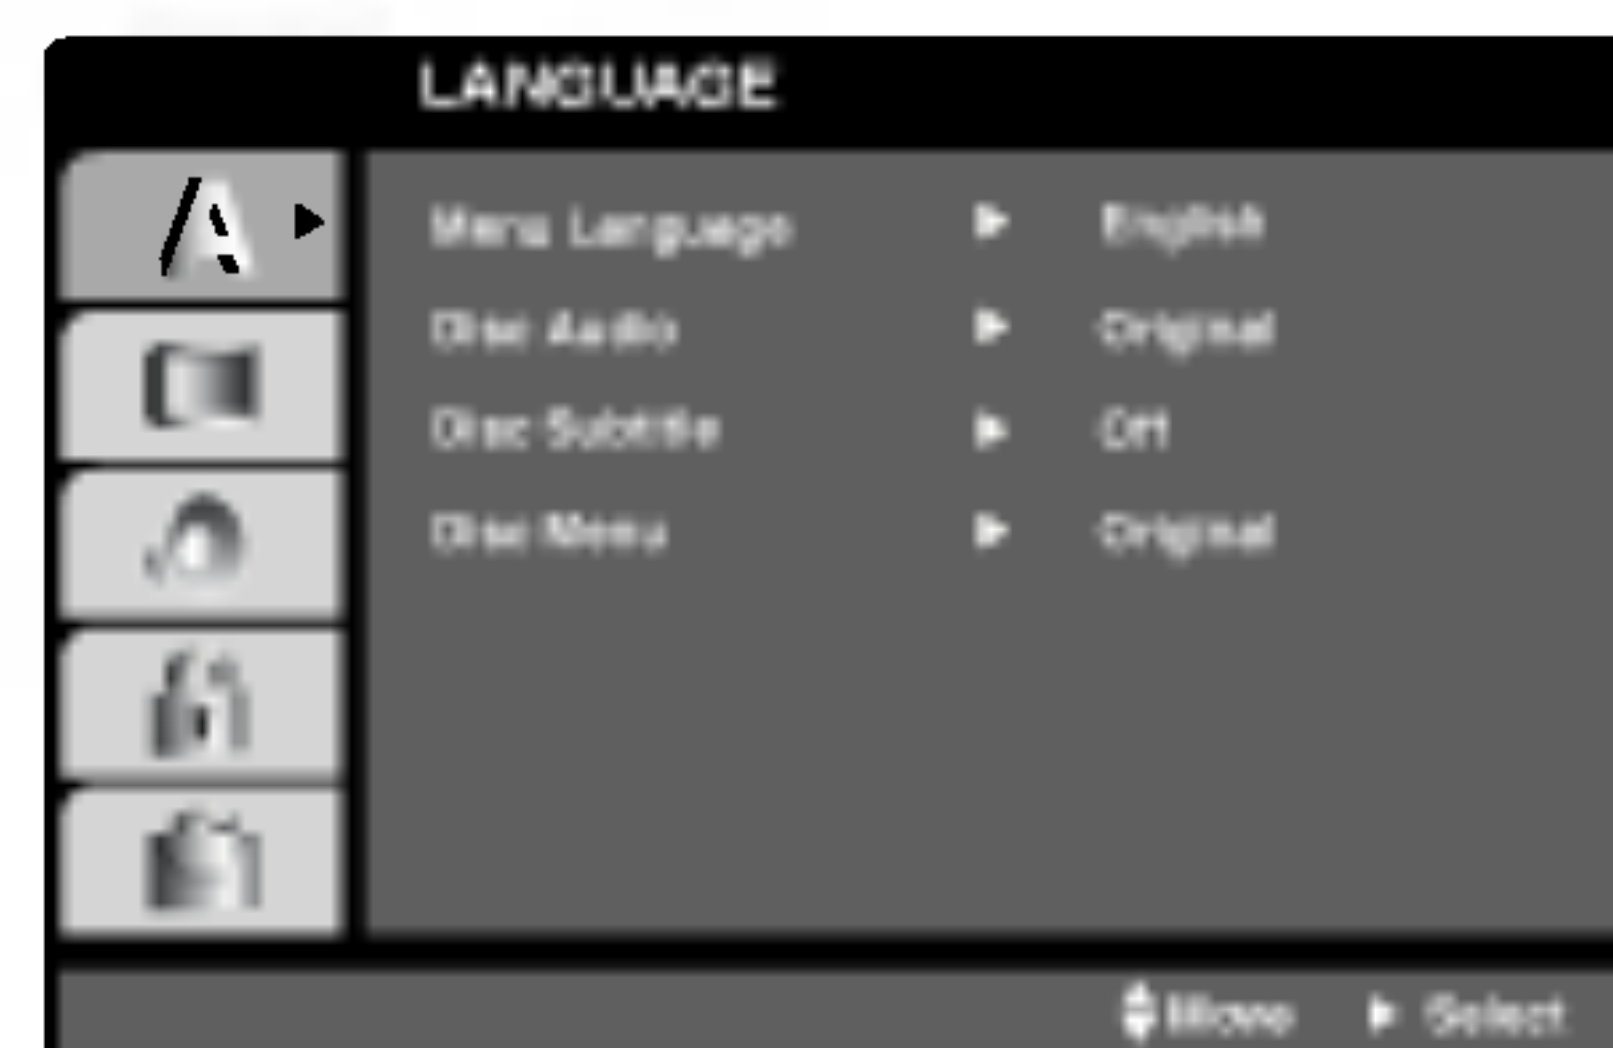 LANGUAGE
Menu Language ► English
Disc Audio ► Original
Disc Subtitle ► Off
Disc Menu ► Original
Move ► Select